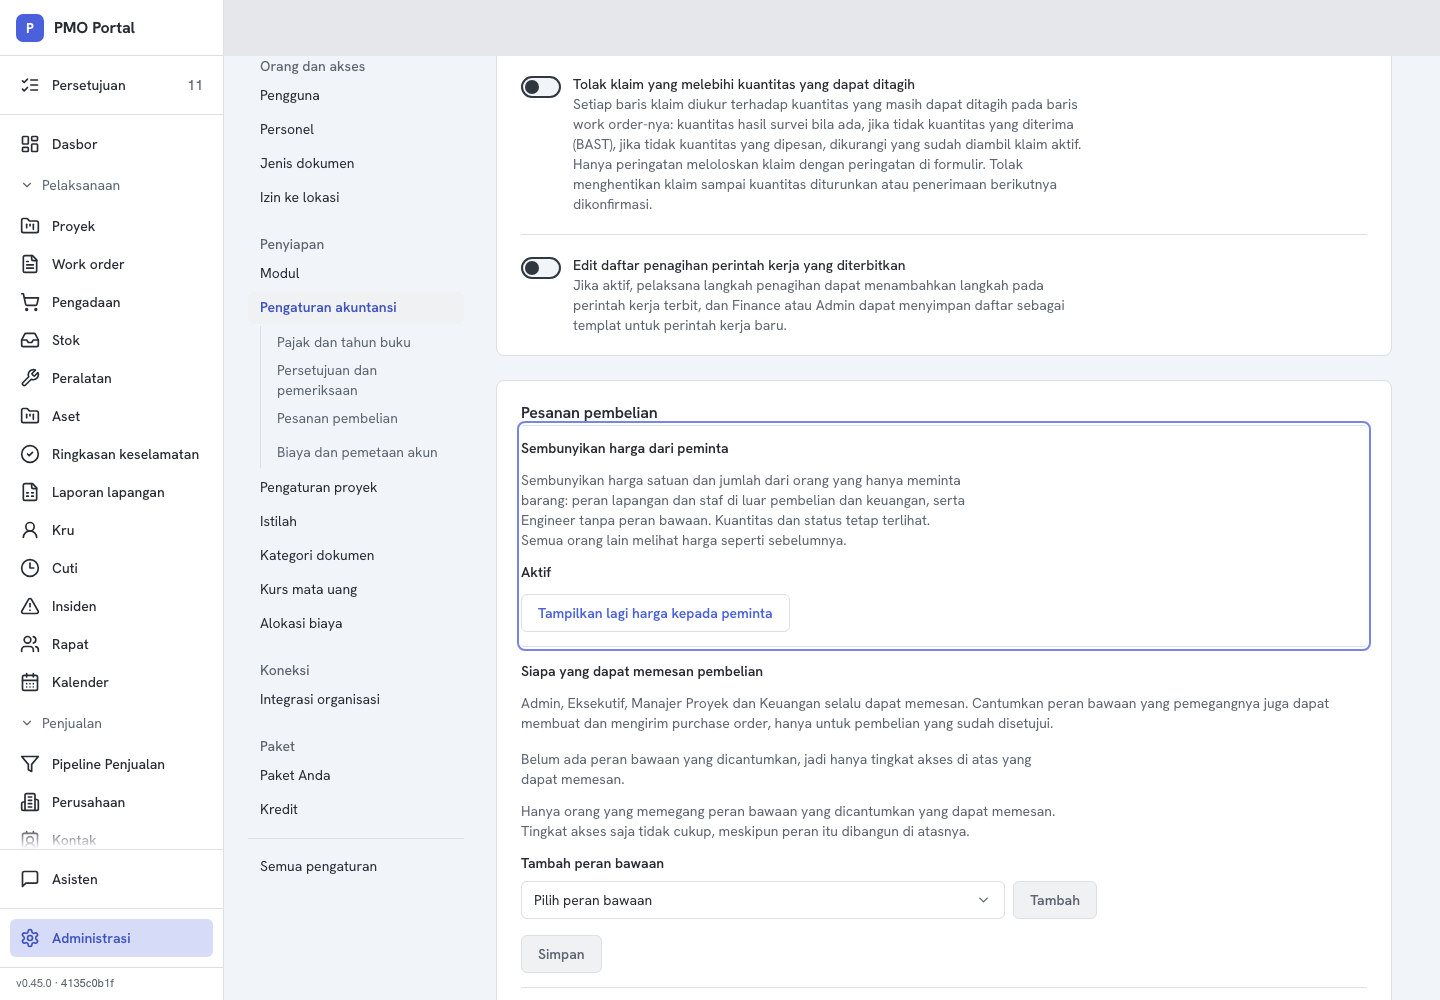 P
PMO Portal
Persetujuan
11
Dasbor
Pelaksanaan
Proyek
Work order
Pengadaan
Stok
Peralatan
Aset
Ringkasan keselamatan
Laporan lapangan
Kru
Cuti
Insiden
Rapat
Kalender
Penjualan
Pipeline Penjualan
Perusahaan
Kontak
Asisten
Administrasi
v0.45.0 · 4135c0b1f
Orang dan akses
Pengguna
Personel
Jenis dokumen
Izin ke lokasi
Penyiapan
Modul
Pengaturan akuntansi
Pajak dan tahun buku
Persetujuan dan
pemeriksaan
Pesanan pembelian
Biaya dan pemetaan akun
Pengaturan proyek
Istilah
Kategori dokumen
Kurs mata uang
Alokasi biaya
Koneksi
Integrasi organisasi
Paket
Paket Anda
Kredit
Semua pengaturan
Tolak klaim yang melebihi kuantitas yang dapat ditagih
Setiap baris klaim diukur terhadap kuantitas yang masih dapat ditagih pada baris
work order-nya: kuantitas hasil survei bila ada, jika tidak kuantitas yang diterima
(BAST), jika tidak kuantitas yang dipesan, dikurangi yang sudah diambil klaim aktif.
Hanya peringatan meloloskan klaim dengan peringatan di formulir. Tolak
menghentikan klaim sampai kuantitas diturunkan atau penerimaan berikutnya
dikonfirmasi.
Edit daftar penagihan perintah kerja yang diterbitkan
Jika aktif, pelaksana langkah penagihan dapat menambahkan langkah pada
perintah kerja terbit, dan Finance atau Admin dapat menyimpan daftar sebagai
templat untuk perintah kerja baru.
Pesanan pembelian
Sembunyikan harga dari peminta
Sembunyikan harga satuan dan jumlah dari orang yang hanya meminta
barang: peran lapangan dan staf di luar pembelian dan keuangan, serta
Engineer tanpa peran bawaan. Kuantitas dan status tetap terlihat.
Semua orang lain melihat harga seperti sebelumnya.
Aktif
Tampilkan lagi harga kepada peminta
Siapa yang dapat memesan pembelian
Admin, Eksekutif, Manajer Proyek dan Keuangan selalu dapat memesan. Cantumkan peran bawaan yang pemegangnya juga dapat
membuat dan mengirim purchase order, hanya untuk pembelian yang sudah disetujui.
Belum ada peran bawaan yang dicantumkan, jadi hanya tingkat akses di atas yang
dapat memesan.
Hanya orang yang memegang peran bawaan yang dicantumkan yang dapat memesan.
Tingkat akses saja tidak cukup, meskipun peran itu dibangun di atasnya.
Tambah peran bawaan
Pilih peran bawaan
Tambah
Simpan